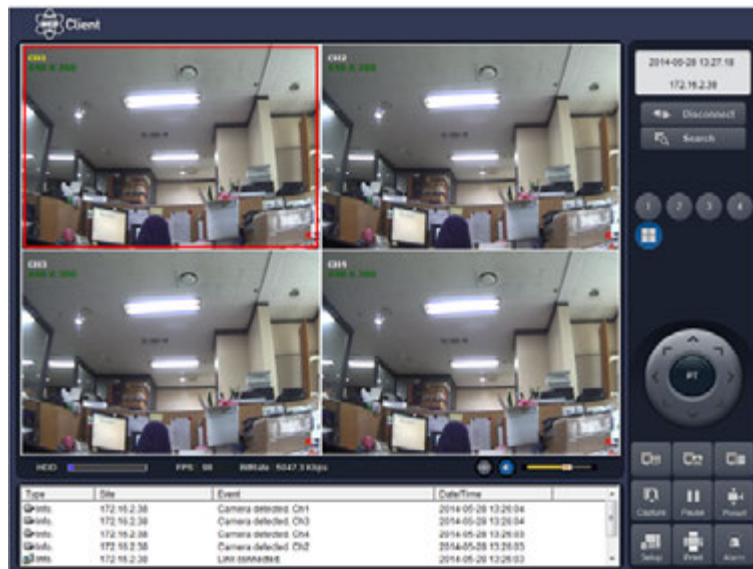 Client
CH1
CH2
CH3
CH4
2014-05-28 13:27:18
172.16.2.38
Disconnect
Search
1 2 3 4
PT
HDD FPS 98 BitRate 5047.3 Kbps
Capture Pause Preset
Setup Print Alarm
Type Site Event Date/Time
Info. 172.16.2.38 Camera detected. Ch1 2014-05-28 13:26:04
Info. 172.16.2.38 Camera detected. Ch3 2014-05-28 13:26:04
Info. 172.16.2.38 Camera detected. Ch4 2014-05-28 13:26:03
Info. 172.16.2.38 Camera detected. Ch2 2014-05-28 13:26:03
Info. 172.16.2.38 Link connected. 2014-05-28 13:26:03